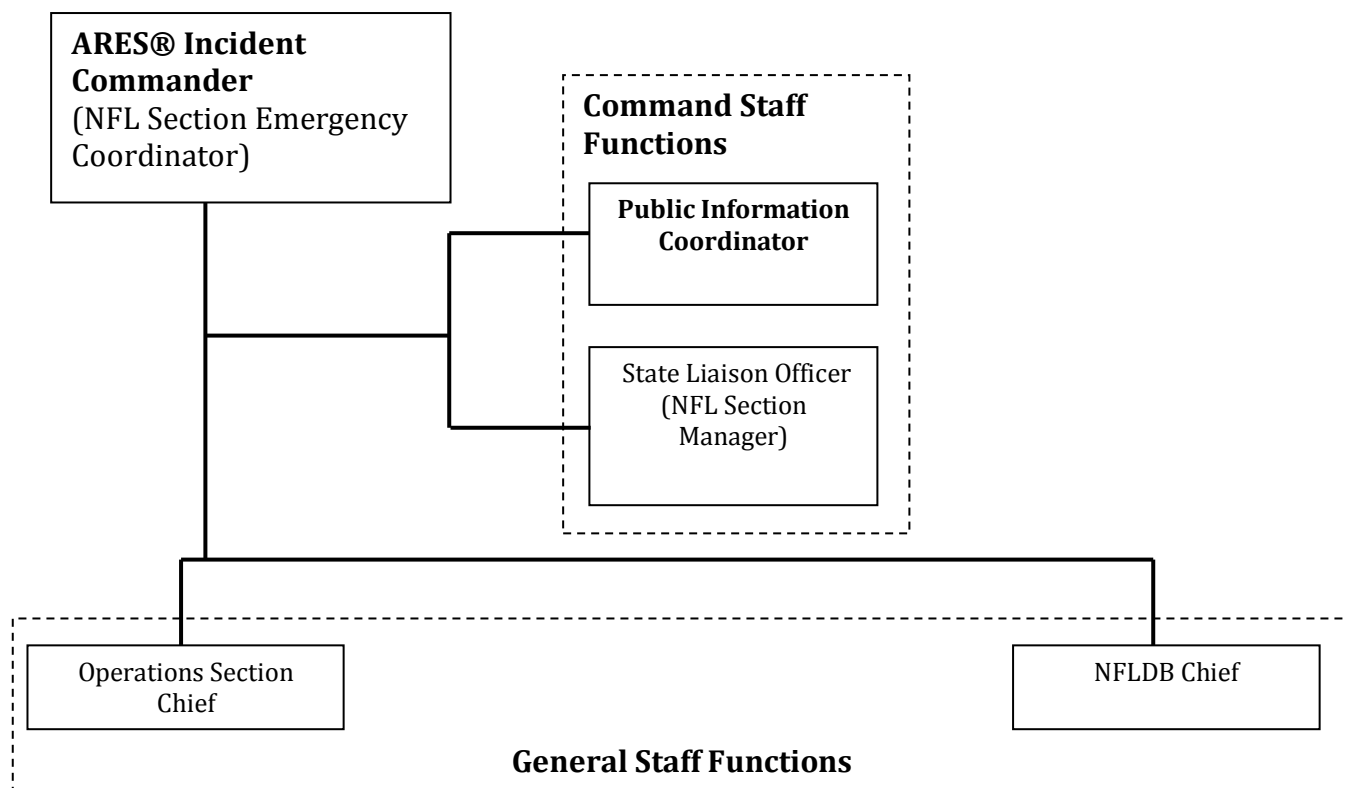 ARES® Incident
Commander
(NFL Section Emergency
Coordinator)
Command Staff
Functions
Public Information
Coordinator
State Liaison Officer
(NFL Section
Manager)
Operations Section
Chief
NFLDB Chief
General Staff Functions